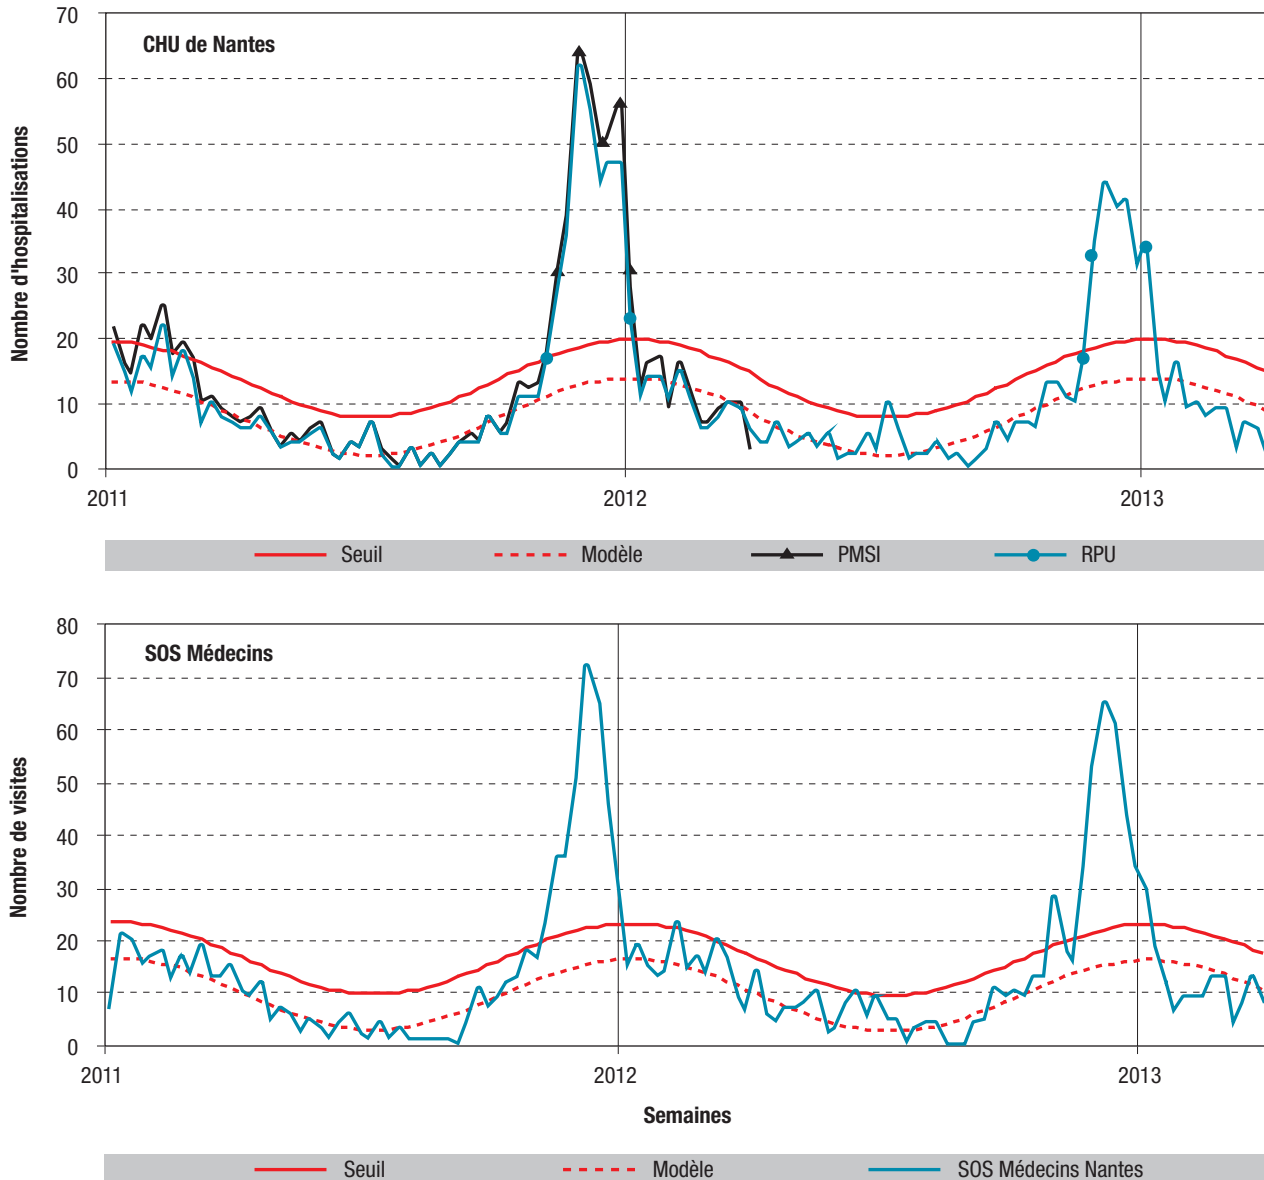 CHU de Nantes
Nombre d'hospitalisations
70
60
50
40
30
20
10
0
2011 2012 2013
Seuil Modèle PMSI RPU
SOS Médecins
Nombre de visites
80
70
60
50
40
30
20
10
0
2011 2012 2013
Semaines
Seuil Modèle SOS Médecins Nantes